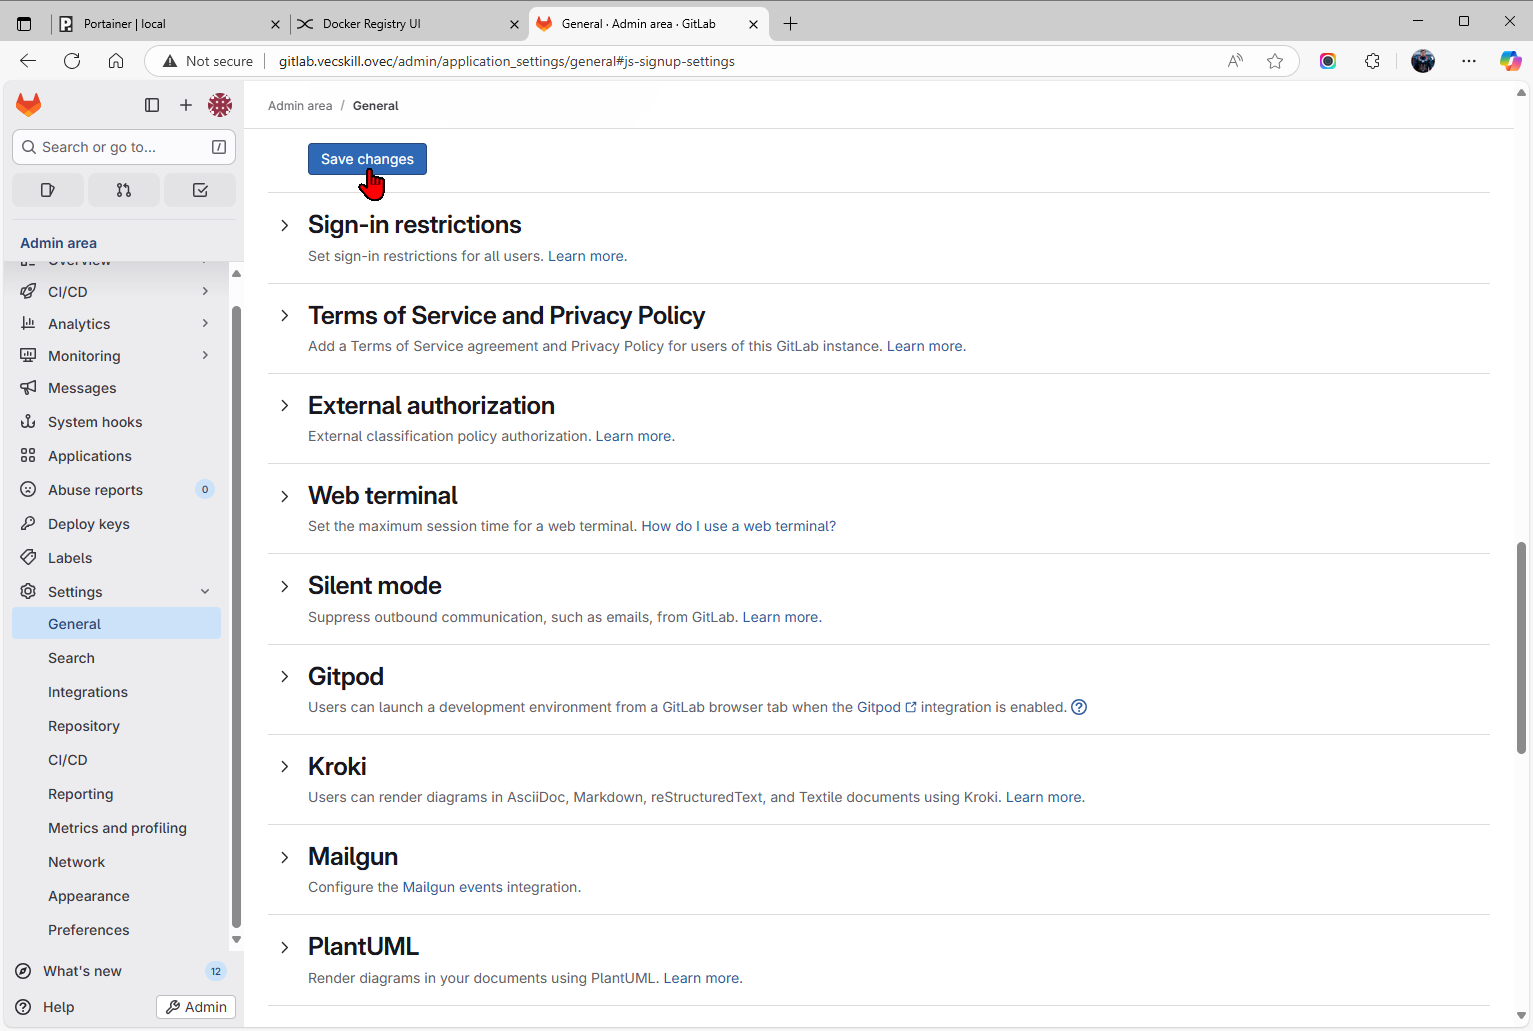 Portainer | local
Docker Registry UI
General · Admin area · GitLab
Not secure
gitlab.vecskill.ovec/admin/application_settings/general#js-signup-settings
Search or go to...
/
Admin area
Overview
CI/CD
Analytics
Monitoring
Messages
System hooks
Applications
Abuse reports 0
Deploy keys
Labels
Settings
General
Search
Integrations
Repository
CI/CD
Reporting
Metrics and profiling
Network
Appearance
Preferences
What's new 12
Help
Admin
Admin area / General
Save changes
Sign-in restrictions
Set sign-in restrictions for all users. Learn more.
Terms of Service and Privacy Policy
Add a Terms of Service agreement and Privacy Policy for users of this GitLab instance. Learn more.
External authorization
External classification policy authorization. Learn more.
Web terminal
Set the maximum session time for a web terminal. How do I use a web terminal?
Silent mode
Suppress outbound communication, such as emails, from GitLab. Learn more.
Gitpod
Users can launch a development environment from a GitLab browser tab when the Gitpod integration is enabled.
Kroki
Users can render diagrams in AsciiDoc, Markdown, reStructuredText, and Textile documents using Kroki. Learn more.
Mailgun
Configure the Mailgun events integration.
PlantUML
Render diagrams in your documents using PlantUML. Learn more.